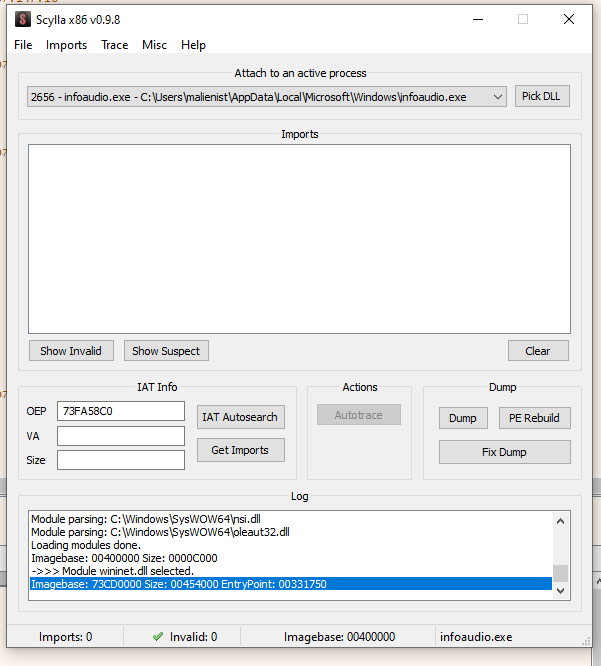 Scylla x86 v0.9.8
File Imports Trace Misc Help
Attach to an active process
2656 - infoaudio.exe - C:\Users\malienist\AppData\Local\Microsoft\Windows\infoaudio.exe
Pick DLL
Imports
Show Invalid
Show Suspect
Clear
IAT Info
OEP 73FA58C0
IAT Autosearch
VA
Get Imports
Size
Actions
Autotrace
Dump
Dump
PE Rebuild
Fix Dump
Log
Module parsing: C:\Windows\SysWOW64\nsi.dll
Module parsing: C:\Windows\SysWOW64\oleaut32.dll
Loading modules done.
Imagebase: 00400000 Size: 0000C000
->>> Module wininet.dll selected.
Imagebase: 73CD0000 Size: 00454000 EntryPoint: 00331750
Imports: 0
Invalid: 0
Imagebase: 00400000
infoaudio.exe